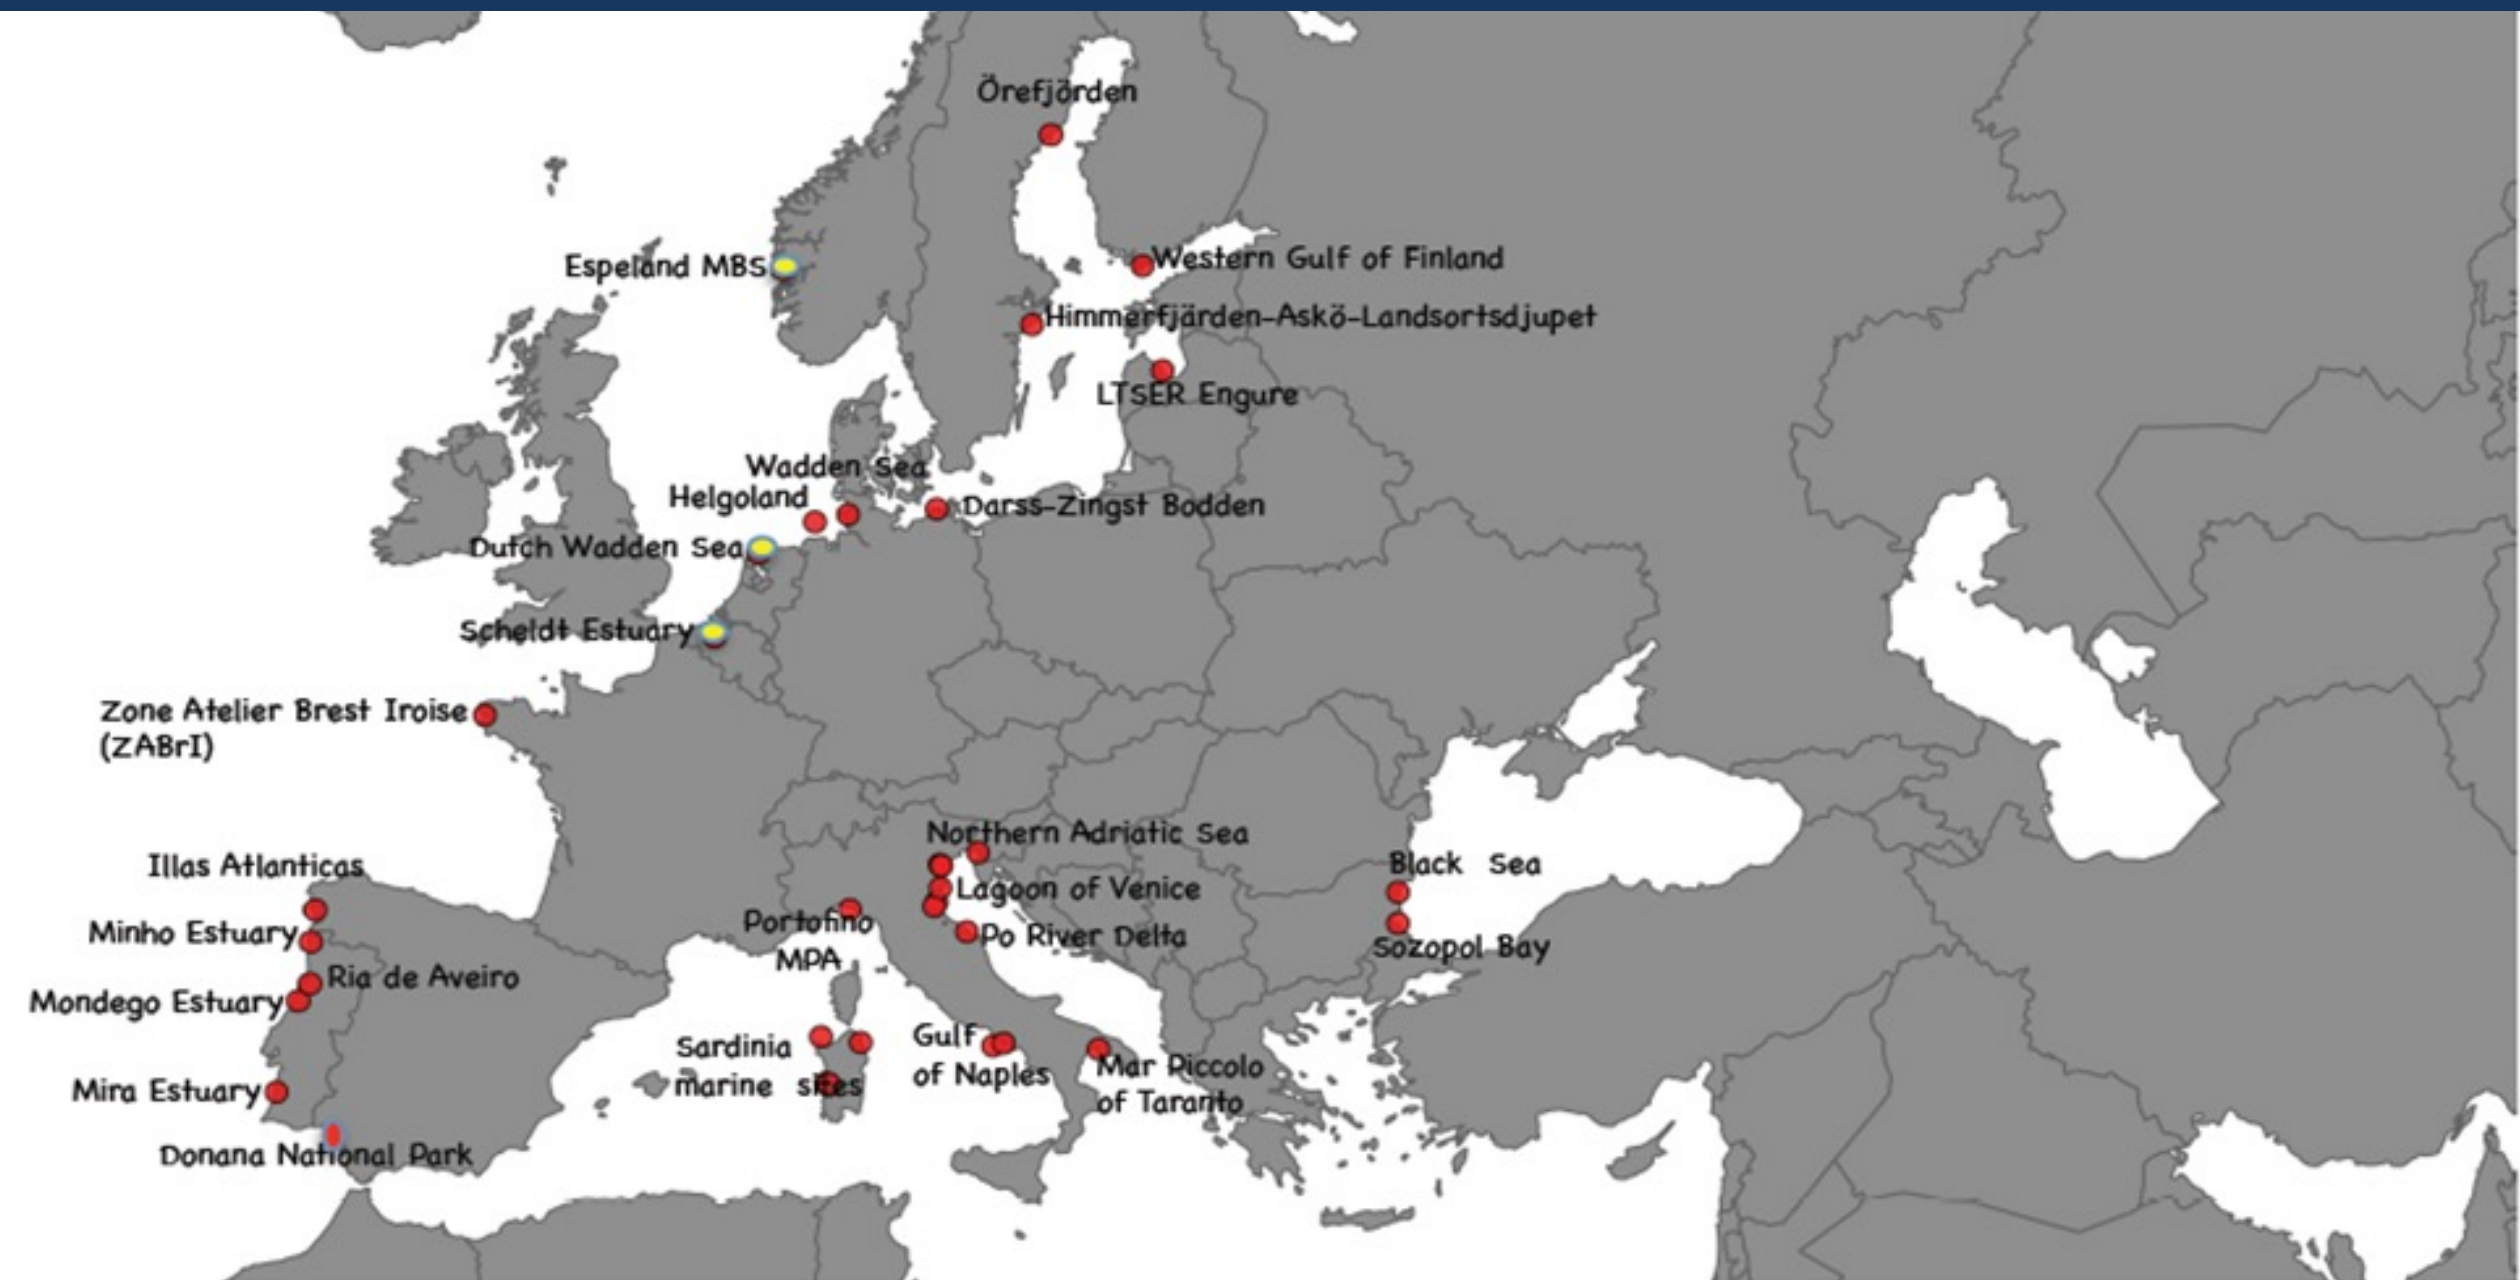 Örefjörden
Espeland MBS
Western Gulf of Finland
Himmerfjärden-Askö-Landsortsdjupet
LTSER Engure
Wadden Sea
Helgoland
Darss-Zingst Bodden
Dutch Wadden Sea
Scheldt Estuary
Zone Atelier Brest Iroise
(ZABrI)
Northern Adriatic Sea
Illas Atlanticas
Black Sea
Lagoon of Venice
Portofino
MPA
Minho Estuary
Po River Delta
Sozopol Bay
Ria de Aveiro
Mondego Estuary
Sardinia
marine sites
Gulf
of Naples
Mar Piccolo
of Taranto
Mira Estuary
Donana National Park